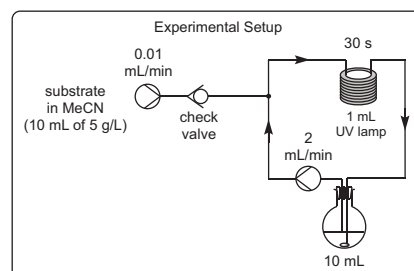 Experimental Setup
0.01
mL/min
substrate
in MeCN
(10 mL of 5 g/L)
check
valve
30 s
1 mL
UV lamp
2
mL/min
10 mL